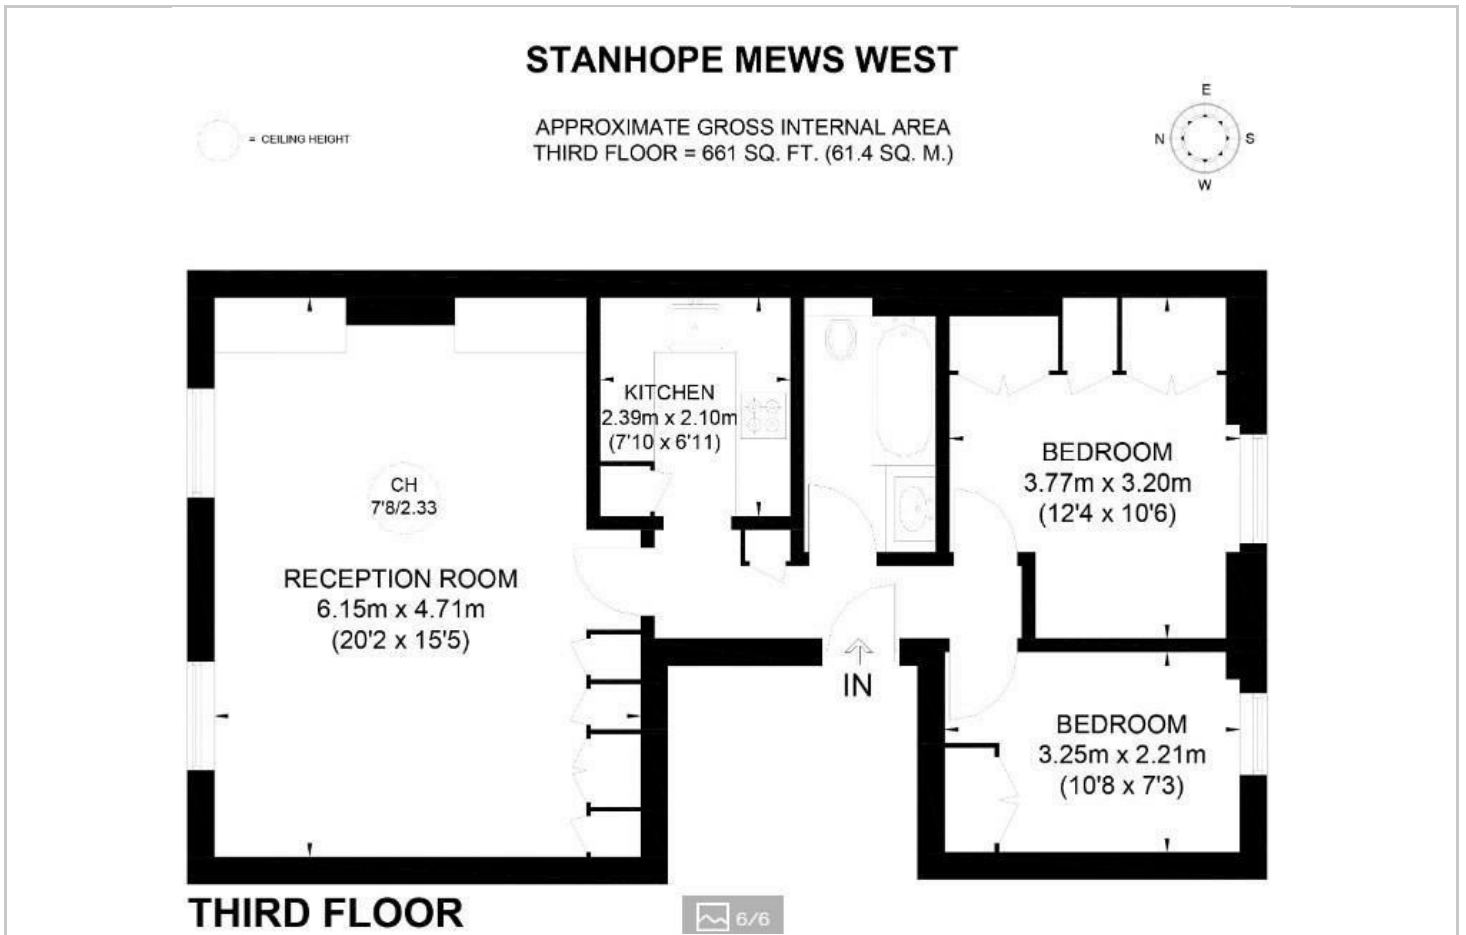 STANHOPE MEWS WEST
= CEILING HEIGHT
APPROXIMATE GROSS INTERNAL AREA
THIRD FLOOR = 661 SQ. FT. (61.4 SQ. M.)
E
N
S
W
KITCHEN
2.39m x 2.10m
(7'10 x 6'11)
CH
7'8/2.33
RECEPTION ROOM
6.15m x 4.71m
(20'2 x 15'5)
BEDROOM
3.77m x 3.20m
(12'4 x 10'6)
IN
BEDROOM
3.25m x 2.21m
(10'8 x 7'3)
THIRD FLOOR
6/6